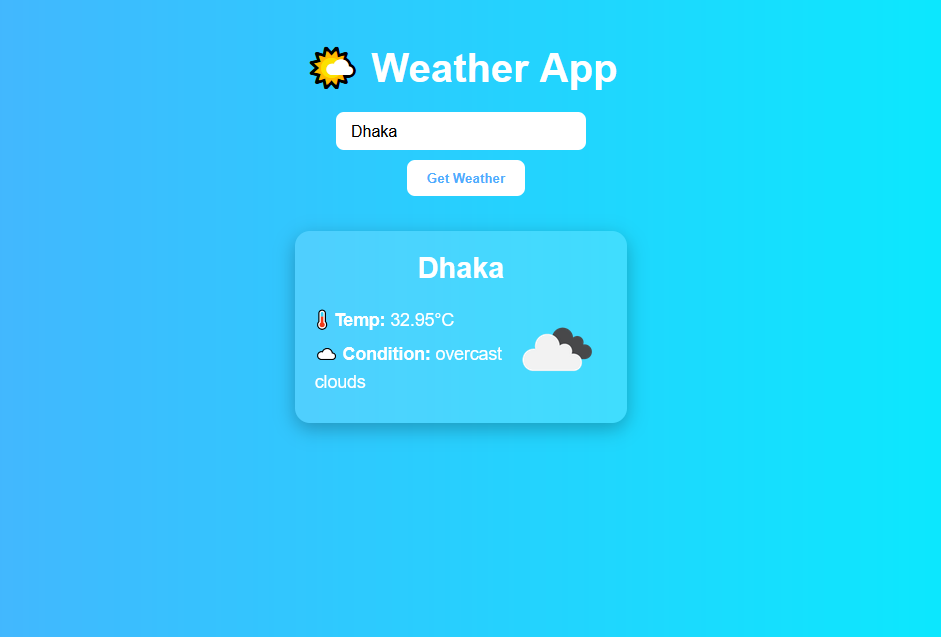 Weather App
Dhaka
Get Weather
Dhaka
Temp: 32.95°C
Condition: overcast
clouds